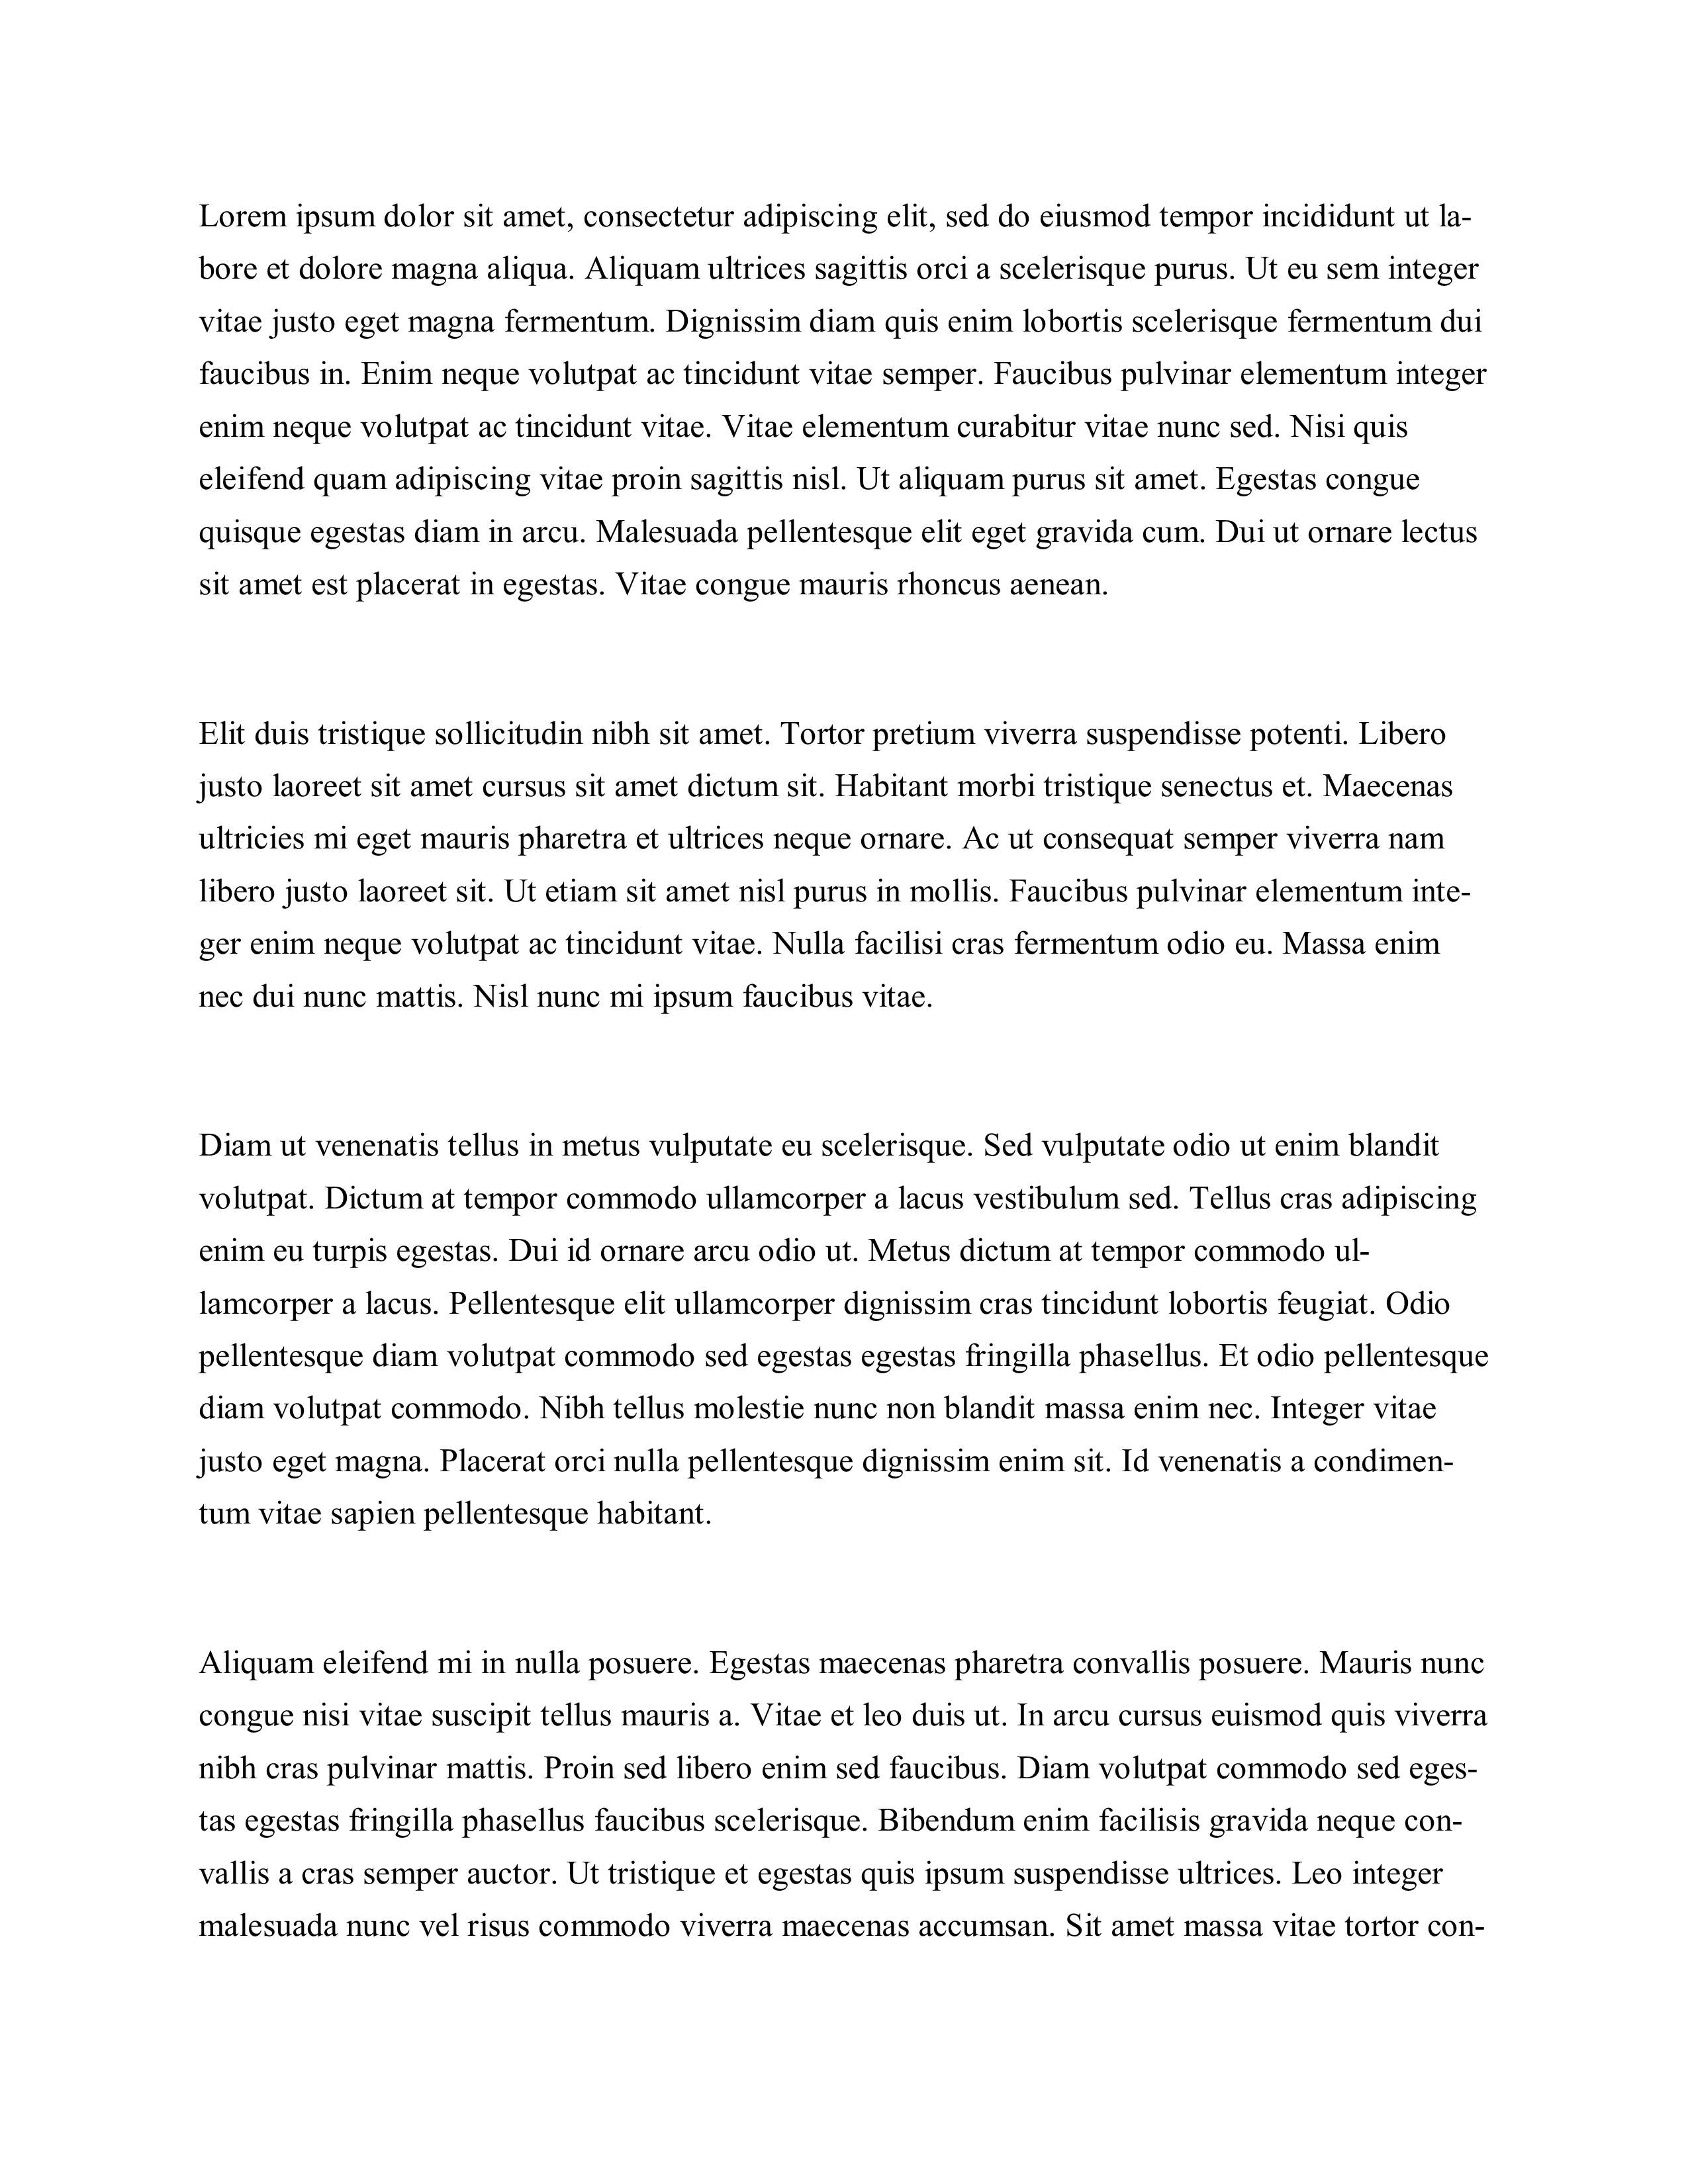 Lorem ipsum dolor sit amet, consectetur adipiscing elit, sed do eiusmod tempor incididunt ut la-
bore et dolore magna aliqua. Aliquam ultrices sagittis orci a scelerisque purus. Ut eu sem integer
vitae justo eget magna fermentum. Dignissim diam quis enim lobortis scelerisque fermentum dui
faucibus in. Enim neque volutpat ac tincidunt vitae semper. Faucibus pulvinar elementum integer
enim neque volutpat ac tincidunt vitae. Vitae elementum curabitur vitae nunc sed. Nisi quis
eleifend quam adipiscing vitae proin sagittis nisl. Ut aliquam purus sit amet. Egestas congue
quisque egestas diam in arcu. Malesuada pellentesque elit eget gravida cum. Dui ut ornare lectus
sit amet est placerat in egestas. Vitae congue mauris rhoncus aenean.
Elit duis tristique sollicitudin nibh sit amet. Tortor pretium viverra suspendisse potenti. Libero
justo laoreet sit amet cursus sit amet dictum sit. Habitant morbi tristique senectus et. Maecenas
ultricies mi eget mauris pharetra et ultrices neque ornare. Ac ut consequat semper viverra nam
libero justo laoreet sit. Ut etiam sit amet nisl purus in mollis. Faucibus pulvinar elementum inte-
ger enim neque volutpat ac tincidunt vitae. Nulla facilisi cras fermentum odio eu. Massa enim
nec dui nunc mattis. Nisl nunc mi ipsum faucibus vitae.
Diam ut venenatis tellus in metus vulputate eu scelerisque. Sed vulputate odio ut enim blandit
volutpat. Dictum at tempor commodo ullamcorper a lacus vestibulum sed. Tellus cras adipiscing
enim eu turpis egestas. Dui id ornare arcu odio ut. Metus dictum at tempor commodo ul-
lamcorper a lacus. Pellentesque elit ullamcorper dignissim cras tincidunt lobortis feugiat. Odio
pellentesque diam volutpat commodo sed egestas egestas fringilla phasellus. Et odio pellentesque
diam volutpat commodo. Nibh tellus molestie nunc non blandit massa enim nec. Integer vitae
justo eget magna. Placerat orci nulla pellentesque dignissim enim sit. Id venenatis a condimen-
tum vitae sapien pellentesque habitant.
Aliquam eleifend mi in nulla posuere. Egestas maecenas pharetra convallis posuere. Mauris nunc
congue nisi vitae suscipit tellus mauris a. Vitae et leo duis ut. In arcu cursus euismod quis viverra
nibh cras pulvinar mattis. Proin sed libero enim sed faucibus. Diam volutpat commodo sed eges-
tas egestas fringilla phasellus faucibus scelerisque. Bibendum enim facilisis gravida neque con-
vallis a cras semper auctor. Ut tristique et egestas quis ipsum suspendisse ultrices. Leo integer
malesuada nunc vel risus commodo viverra maecenas accumsan. Sit amet massa vitae tortor con-